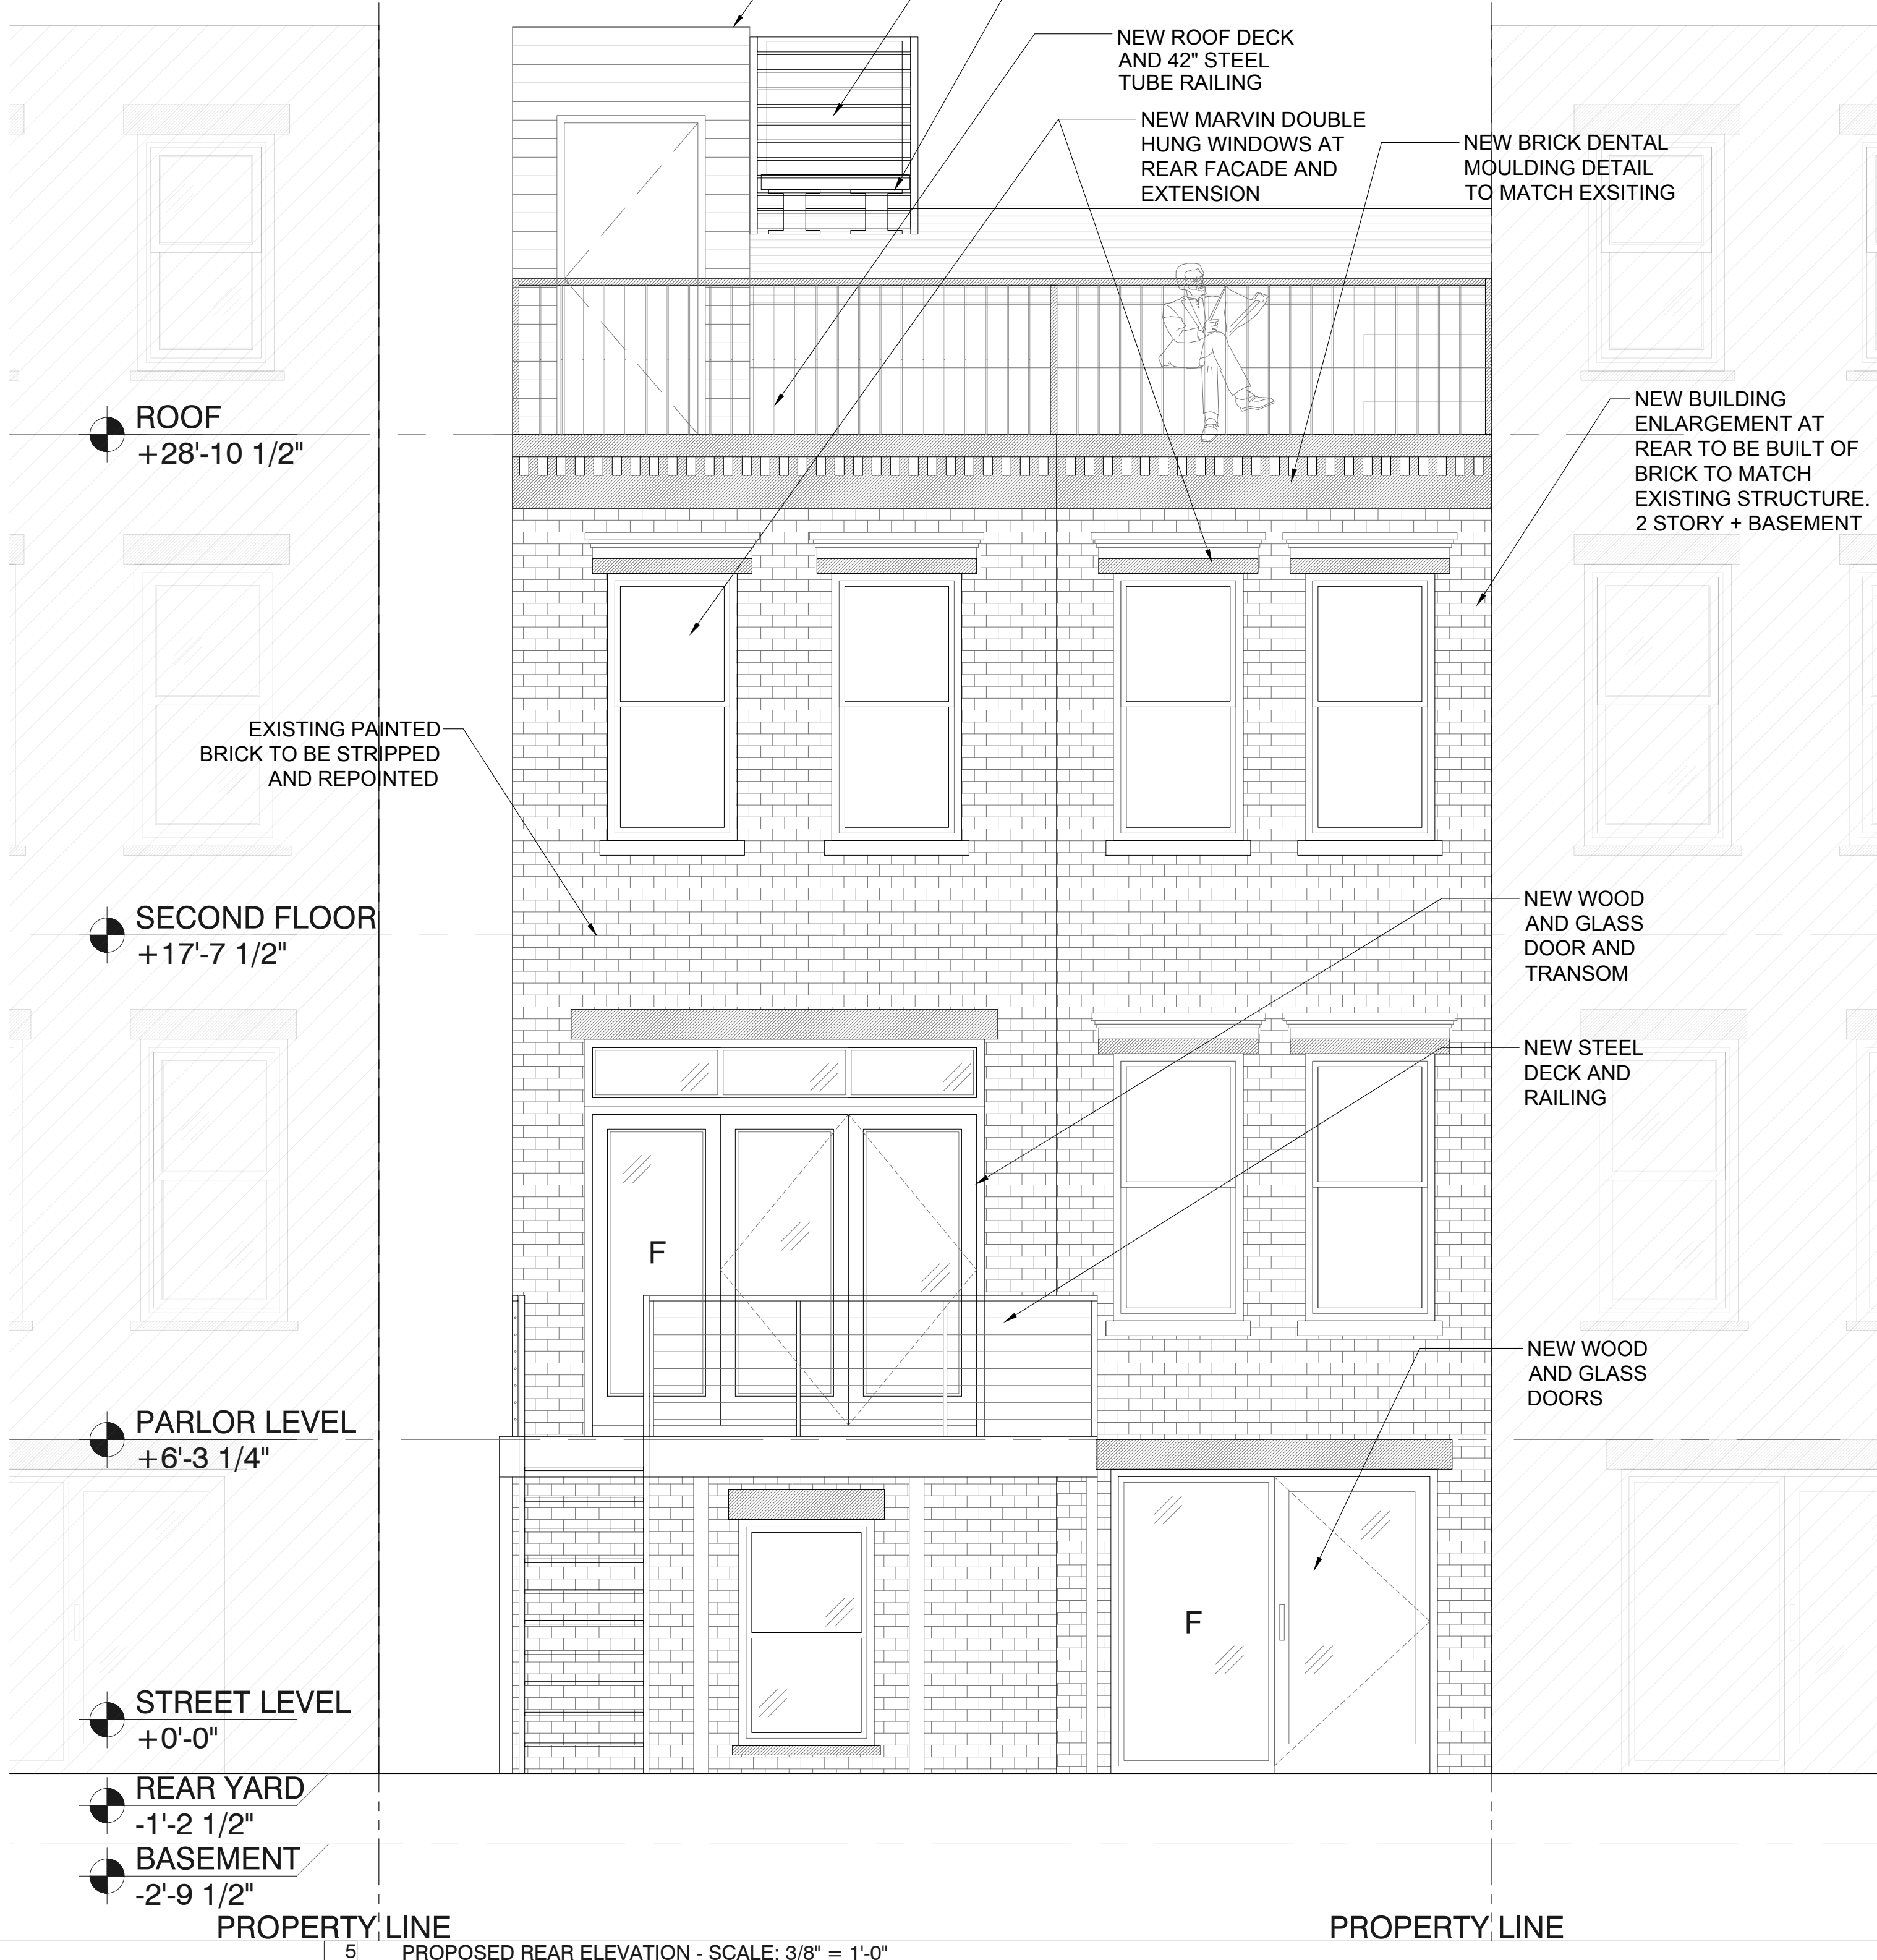 NEW ROOF DECK
AND 42" STEEL
TUBE RAILING
NEW MARVIN DOUBLE
HUNG WINDOWS AT
REAR FACADE AND
EXTENSION
NEW BRICK DENTAL
MOULDING DETAIL
TO MATCH EXSITING
NEW BUILDING
ENLARGEMENT AT
REAR TO BE BUILT OF
BRICK TO MATCH
EXISTING STRUCTURE.
2 STORY + BASEMENT
ROOF
+28'-10 1/2"
EXISTING PAINTED
BRICK TO BE STRIPPED
AND REPOINTED
SECOND FLOOR
+17'-7 1/2"
NEW WOOD
AND GLASS
DOOR AND
TRANSOM
NEW STEEL
DECK AND
RAILING
F
NEW WOOD
AND GLASS
DOORS
PARLOR LEVEL
+6'-3 1/4"
F
STREET LEVEL
+0'-0"
REAR YARD
-1'-2 1/2"
BASEMENT
-2'-9 1/2"
PROPERTY LINE
PROPERTY LINE
5 PROPOSED REAR ELEVATION - SCALE: 3/8" = 1'-0"